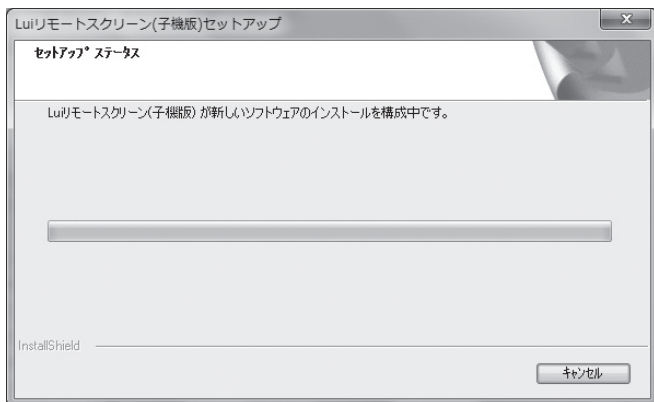 Luiリモートスクリーン(子機版)セットアップ
セットアップ ステータス
Luiリモートスクリーン(子機版) が新しいソフトウェアのインストールを構成中です。
InstallShield
キャンセル